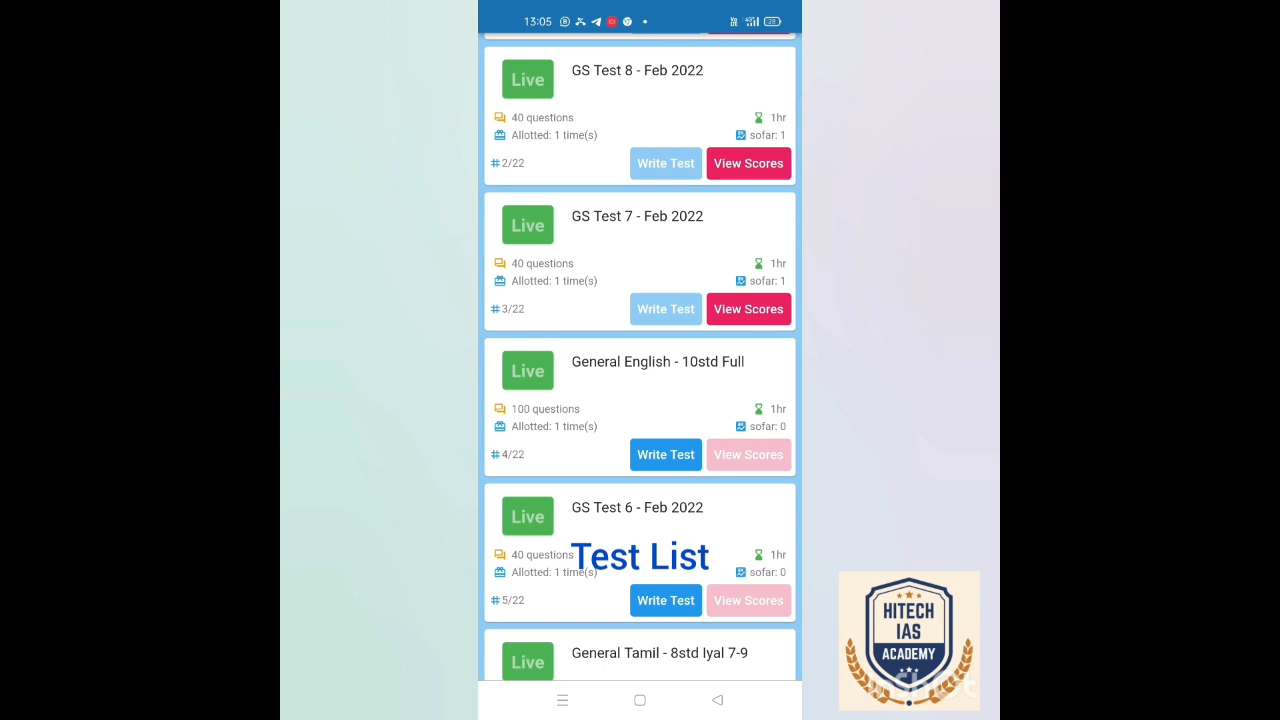 13:05
28
Live
GS Test 8 - Feb 2022
40 questions
1hr
Allotted: 1 time(s)
sofar: 1
#2/22
Write Test
View Scores
Live
GS Test 7 - Feb 2022
40 questions
1hr
Allotted: 1 time(s)
sofar: 1
#3/22
Write Test
View Scores
Live
General English - 10std Full
100 questions
1hr
Allotted: 1 time(s)
sofar: 0
#4/22
Write Test
View Scores
Live
GS Test 6 - Feb 2022
40 questions
1hr
Test List
Allotted: 1 time(s)
sofar: 0
#5/22
Write Test
View Scores
Live
General Tamil - 8std Iyal 7-9
HITECH
IAS
ACADEMY